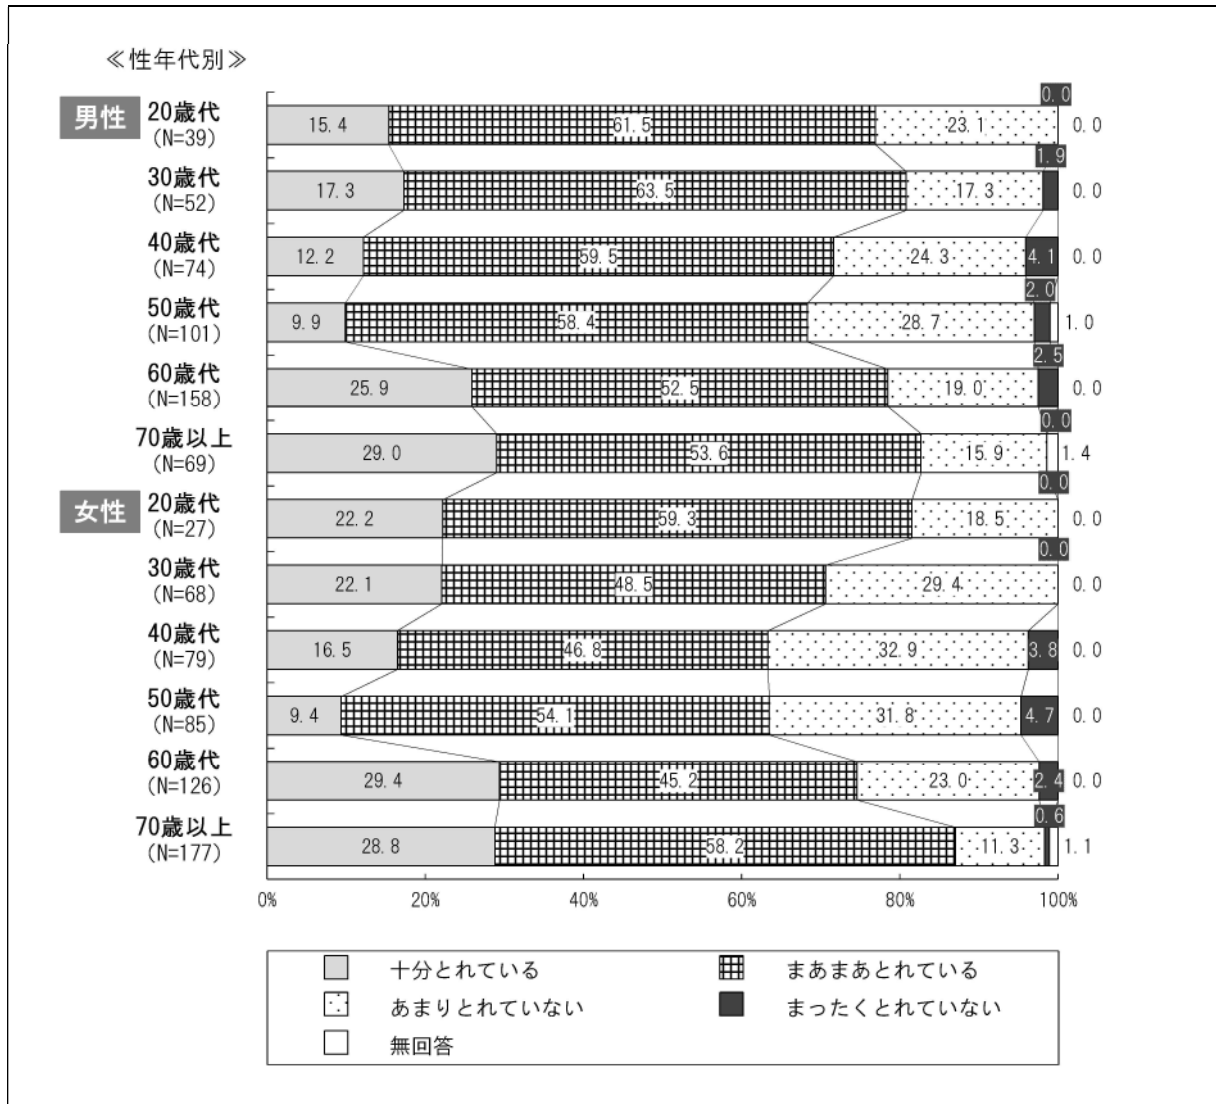 ≪性年代別≫
男性
20歳代
(N=39)
15.4 61.5 23.1 0.0 0.0
30歳代
(N=52)
17.3 63.5 17.3 1.9 0.0
40歳代
(N=74)
12.2 59.5 24.3 4.1 0.0
50歳代
(N=101)
9.9 58.4 28.7 2.0 1.0
60歳代
(N=158)
25.9 52.5 19.0 2.5 0.0
70歳以上
(N=69)
29.0 53.6 15.9 0.0 1.4
女性
20歳代
(N=27)
22.2 59.3 18.5 0.0 0.0
30歳代
(N=68)
22.1 48.5 29.4 0.0 0.0
40歳代
(N=79)
16.5 46.8 32.9 3.8 0.0
50歳代
(N=85)
9.4 54.1 31.8 4.7 0.0
60歳代
(N=126)
29.4 45.2 23.0 2.4 0.0
70歳以上
(N=177)
28.8 58.2 11.3 0.6 1.1
0% 20% 40% 60% 80% 100%
十分とれている まあまあとれている
あまりとれていない まったくとれていない
無回答